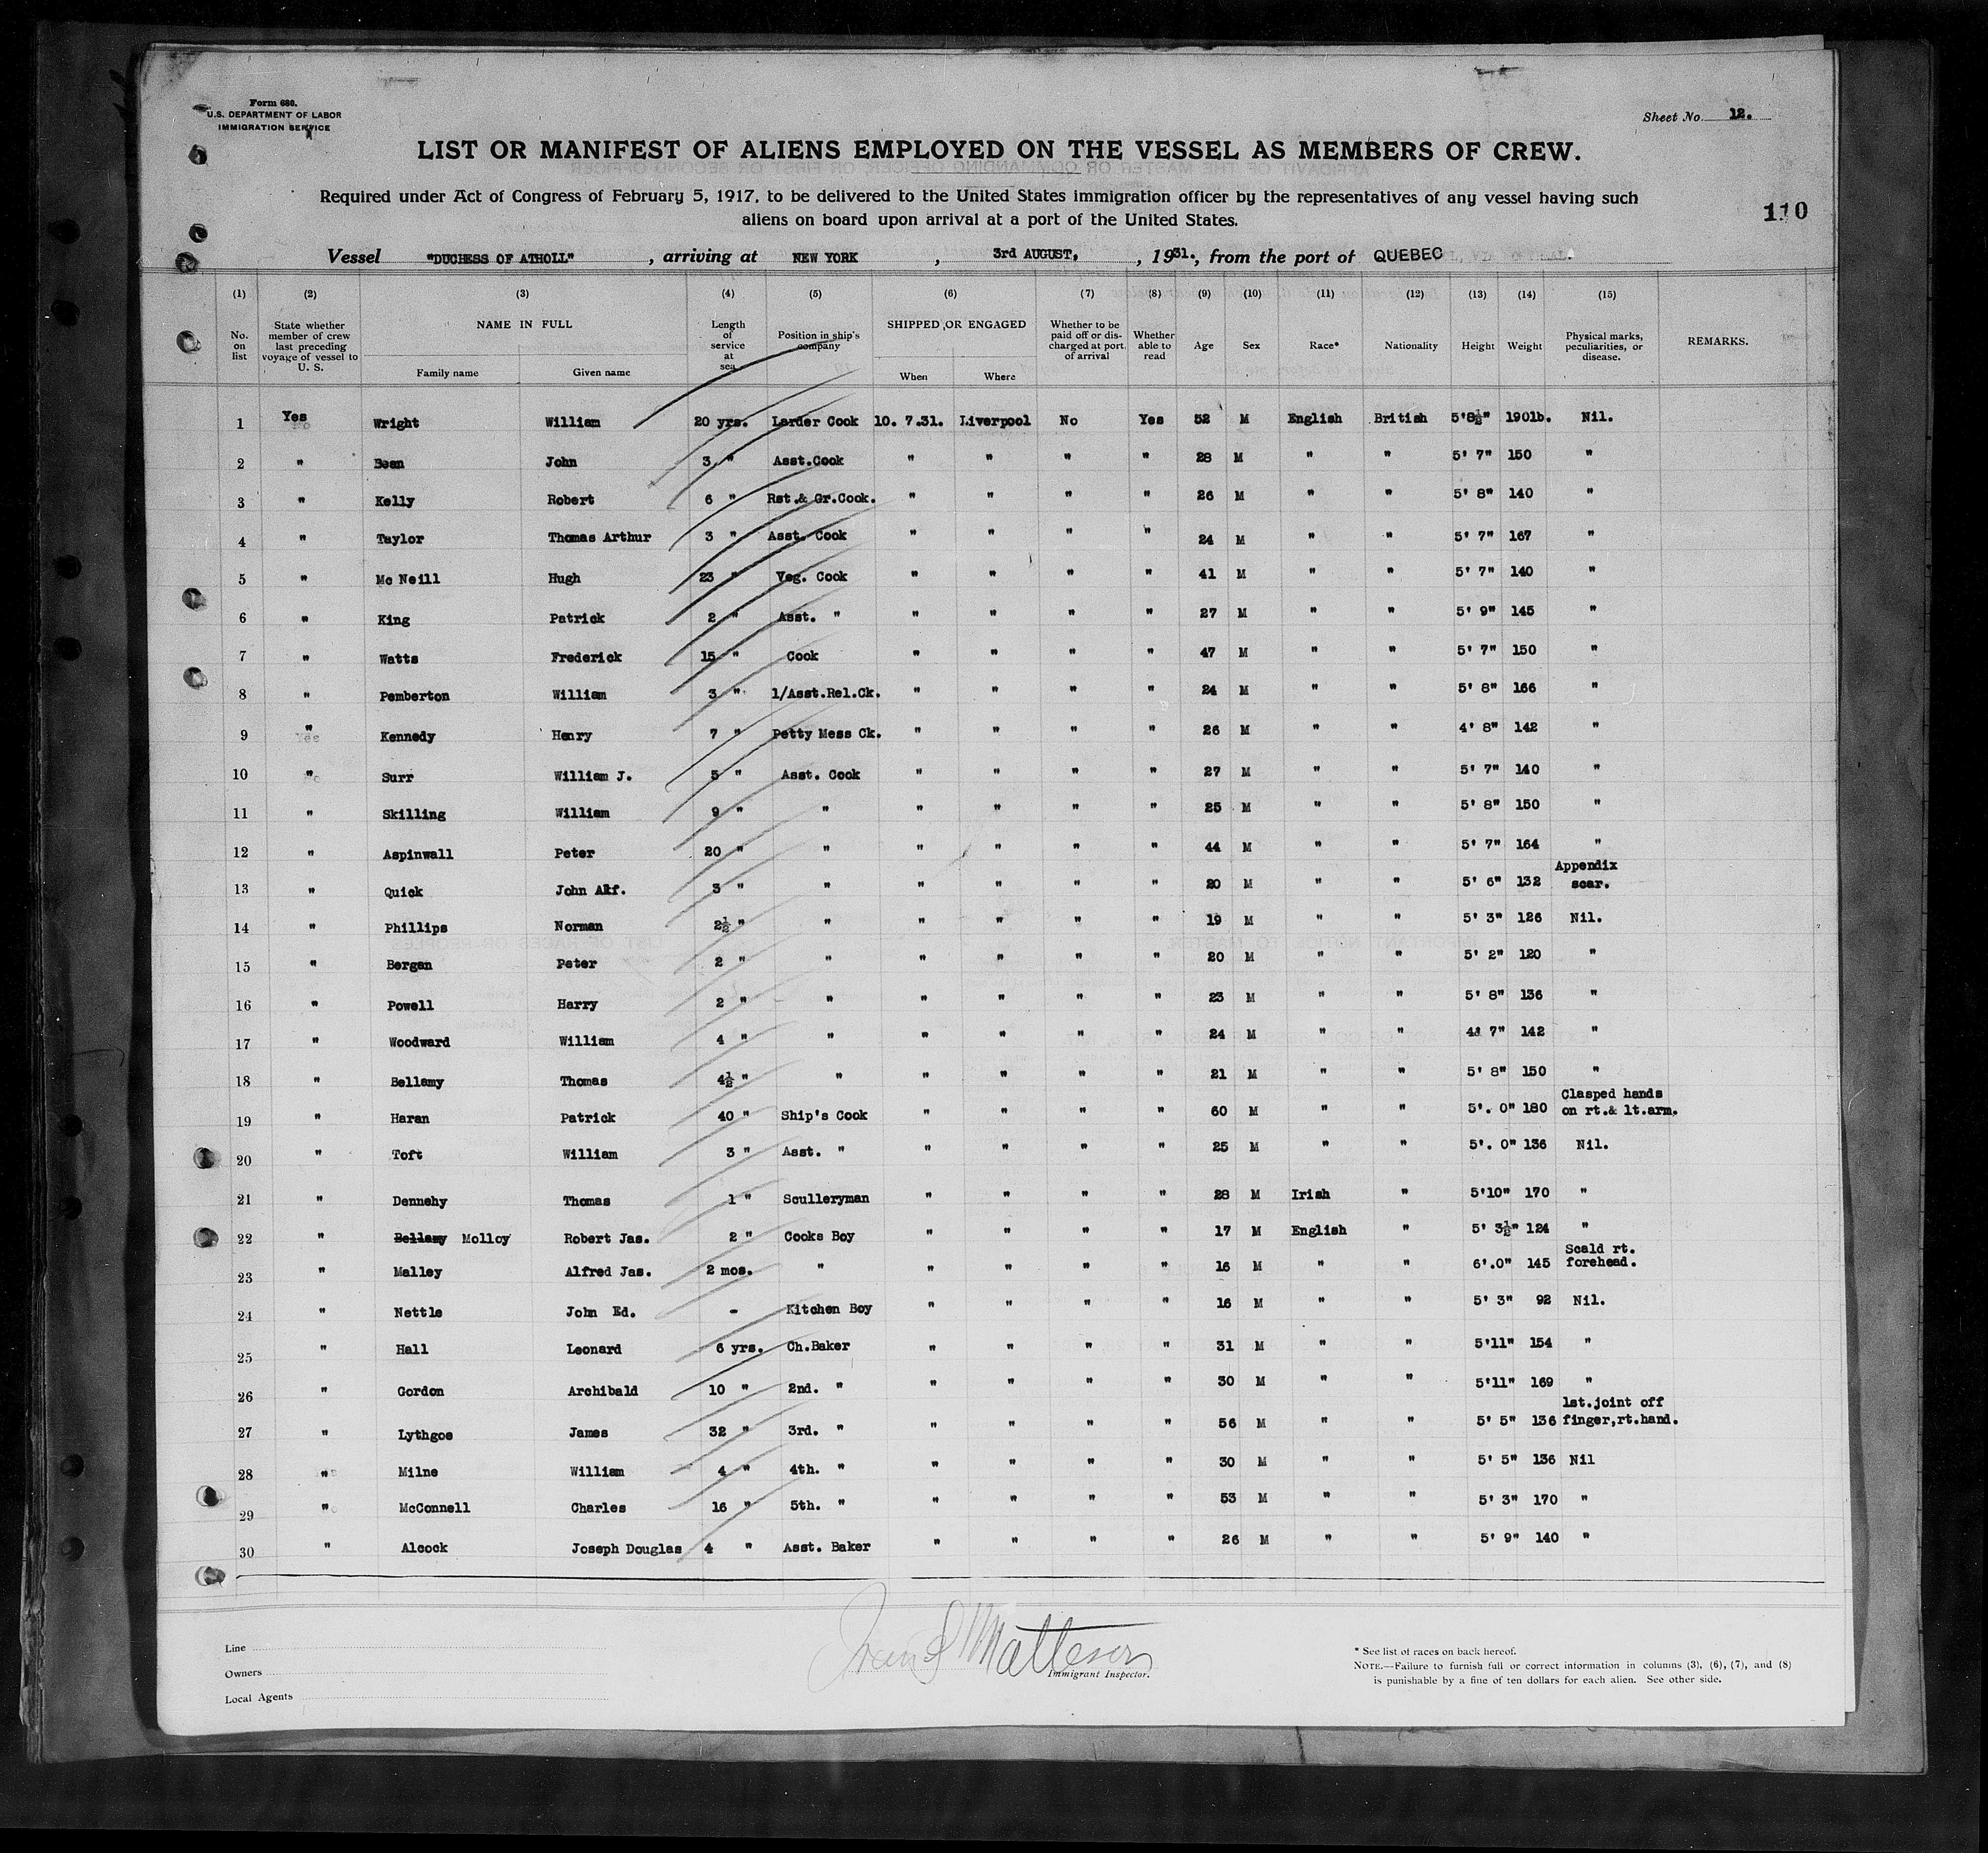 Form 680.
U.S. DEPARTMENT OF LABOR
IMMIGRATION SERVICE
Sheet No. 12.
LIST OR MANIFEST OF ALIENS EMPLOYED ON THE VESSEL AS MEMBERS OF CREW.
Required under Act of Congress of February 5, 1917, to be delivered to the United States immigration officer by the representatives of any vessel having such
aliens on board upon arrival at a port of the United States.
110
Vessel "DUCHESS OF ATHOLL", arriving at NEW YORK, 3rd AUGUST, 1931., from the port of QUEBEC
(1) (2) (3) (4) (5) (6) (7) (8) (9) (10) (11) (12) (13) (14) (15)
No. on list | State whether member of crew last preceding voyage of vessel to U. S. | NAME IN FULL Family name Given name | Length of service at sea | Position in ship's company | SHIPPED OR ENGAGED When Where | Whether to be paid off or discharged at port of arrival | Whether able to read | Age | Sex | Race* | Nationality | Height | Weight | Physical marks, peculiarities, or disease. | REMARKS.
1 Yes Wright William 20 yrs. Larder Cook 10. 7.31. Liverpool No Yes 52 M English British 5'8½" 190lb. Nil.
2 " Bean John 3 " Asst.Cook " " " " 28 M " " 5' 7" 150 "
3 " Kelly Robert 6 " Rst.& Gr.Cook. " " " " 26 M " " 5' 8" 140 "
4 " Taylor Thomas Arthur 3 " Asst. Cook " " " " 24 M " " 5' 7" 167 "
5 " Mc Neill Hugh 23 " Veg. Cook " " " " 41 M " " 5' 7" 140 "
6 " King Patrick 2 " Asst. " " " " " 27 M " " 5' 9" 145 "
7 " Watts Frederick 15 " Cook " " " " 47 M " " 5' 7" 150 "
8 " Pemberton William 3 " 1/Asst.Rel.Ck. " " " " 24 M " " 5' 8" 166 "
9 " Kennedy Henry 7 " Petty Mess Ck. " " " " 26 M " " 4' 8" 142 "
10 " Surr William J. 5 " Asst. Cook " " " " 27 M " " 5' 7" 140 "
11 " Skilling William 9 " " " " " " 25 M " " 5' 8" 150 "
12 " Aspinwall Peter 20 " " " " " " 44 M " " 5' 7" 164 "
13 " Quick John Alf. 3 " " " " " " 20 M " " 5' 6" 132 Appendix scar.
14 " Phillips Norman 2½ " " " " " " 19 M " " 5' 3" 126 Nil.
15 " Bergan Peter 2 " " " " " " 20 M " " 5' 2" 120 "
16 " Powell Harry 2 " " " " " " 23 M " " 5' 8" 136 "
17 " Woodward William 4 " " " " " " 24 M " " 4' 7" 142 "
18 " Bellamy Thomas 4½ " " " " " " 21 M " " 5' 8" 150 "
19 " Haran Patrick 40 " Ship's Cook " " " " 60 M " " 5'. 0" 180 Clasped hands on rt.& lt.arm.
20 " Toft William 3 " Asst. " " " " " 25 M " " 5'. 0" 136 Nil.
21 " Dennehy Thomas 1 " Sculleryman " " " " 28 M Irish " 5'10" 170 "
22 " Bellamy Molloy Robert Jas. 2 " Cooks Boy " " " " 17 M English " 5' 3½" 124 "
23 " Malley Alfred Jas. 2 mos. " " " " " 16 M " " 6'.0" 145 Scald rt. forehead.
24 " Nettle John Ed. - Kitchen Boy " " " " 16 M " " 5' 3" 92 Nil.
25 " Hall Leonard 6 yrs. Ch.Baker " " " " 31 M " " 5'11" 154 "
26 " Gordon Archibald 10 " 2nd. " " " " " 30 M " " 5'11" 169 "
27 " Lythgoe James 32 " 3rd. " " " " " 56 M " " 5' 5" 136 1st.joint off finger,rt.hand.
28 " Milne William 4 " 4th. " " " " " 30 M " " 5' 5" 136 Nil
29 " McConnell Charles 16 " 5th. " " " " " 53 M " " 5' 3" 170 "
30 " Alcock Joseph Douglas 4 " Asst. Baker " " " " 26 M " " 5' 9" 140 "
Line
Owners
Local Agents
Matteson
Immigrant Inspector.
* See list of races on back hereof.
NOTE.—Failure to furnish full or correct information in columns (3), (6), (7), and (8)
is punishable by a fine of ten dollars for each alien. See other side.